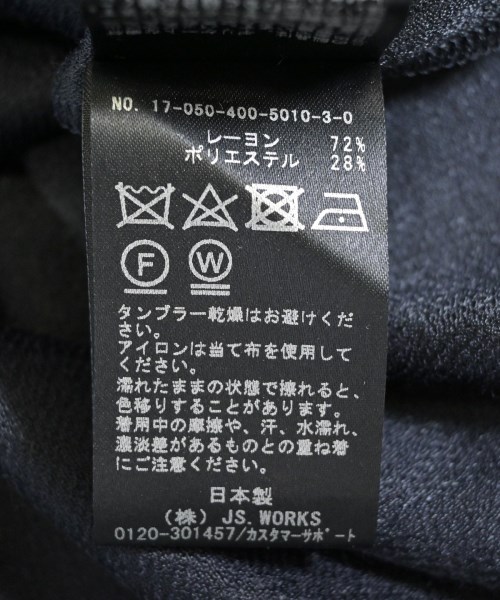 NO. 17-050-400-5010-3-0
レーヨン 72%
ポリエステル 28%
F W
タンブラー乾燥はお避けくだ
さい。
アイロンは当て布を使用して
ください。
濡れたままの状態で擦れると、
色移りすることがあります。
着用中の摩擦や、汗、水濡れ、
濃淡差があるものとの重ね着
にご注意ください。
日本製
(株) JS.WORKS
0120-301457/カスタマーサポート